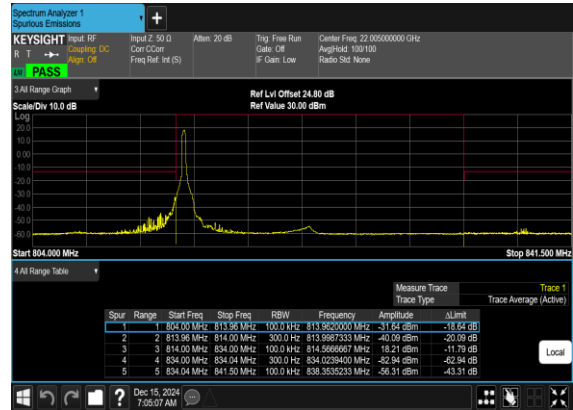 Spectrum Analyzer 1
Spurious Emissions
+
KEYSIGHT Input: RF Input Z: 50 Ω Atten: 20 dB Trig: Free Run Center Freq: 22.005000000 GHz
R T Coupling: DC Corr CCorr Gate: Off Avg|Hold: 100/100
Align: Off Freq Ref: Int (S) IF Gain: Low Radio Std: None
LW PASS
3 All Range Graph
Ref Lvl Offset 24.80 dB
Scale/Div 10.0 dB Ref Value 30.00 dBm
Log
20.0
10.0
0.00
-10.0
-20.0
-30.0
-40.0
-50.0
-60.0
Start 804.000 MHz Stop 841.500 MHz
4 All Range Table
Measure Trace Trace 1
Trace Type Trace Average (Active)
Spur Range Start Freq Stop Freq RBW Frequency Amplitude ΔLimit
1 1 804.00 MHz 813.96 MHz 100.0 kHz 813.9620000 MHz -31.64 dBm -18.64 dB
2 2 813.96 MHz 814.00 MHz 300.0 Hz 813.9987333 MHz -40.09 dBm -20.09 dB
3 3 814.00 MHz 834.00 MHz 100.0 kHz 814.5666667 MHz 18.21 dBm -11.79 dB
4 4 834.00 MHz 834.04 MHz 300.0 Hz 834.0239400 MHz -82.94 dBm -62.94 dB
5 5 834.04 MHz 841.50 MHz 100.0 kHz 838.3535233 MHz -56.31 dBm -43.31 dB
Local
?
Dec 15, 2024
7:05:07 AM